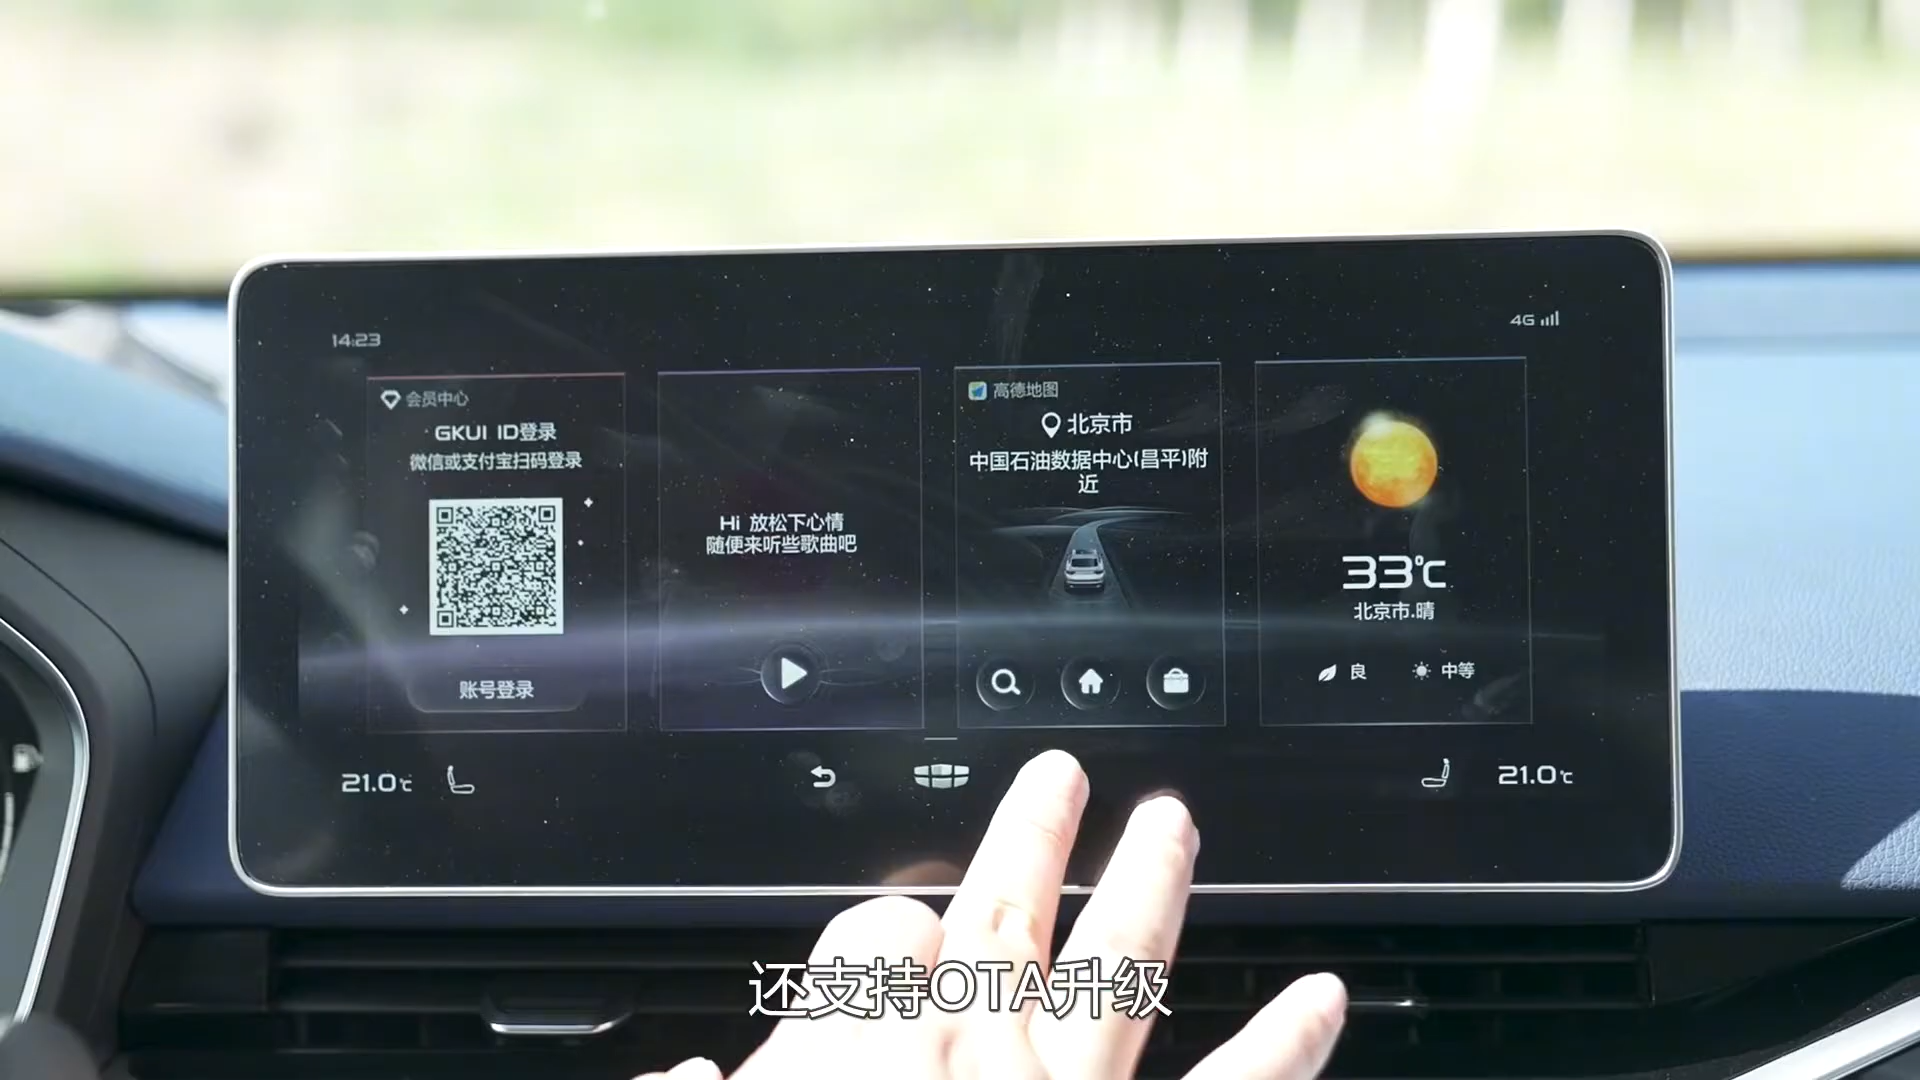 14:23
4G
会员中心
GKUI ID登录
微信或支付宝扫码登录
账号登录
Hi 放松下心情
随便来听些歌曲吧
高德地图
北京市
中国石油数据中心(昌平)附
近
33℃
北京市.晴
良
中等
21.0℃
21.0℃
还支持OTA升级